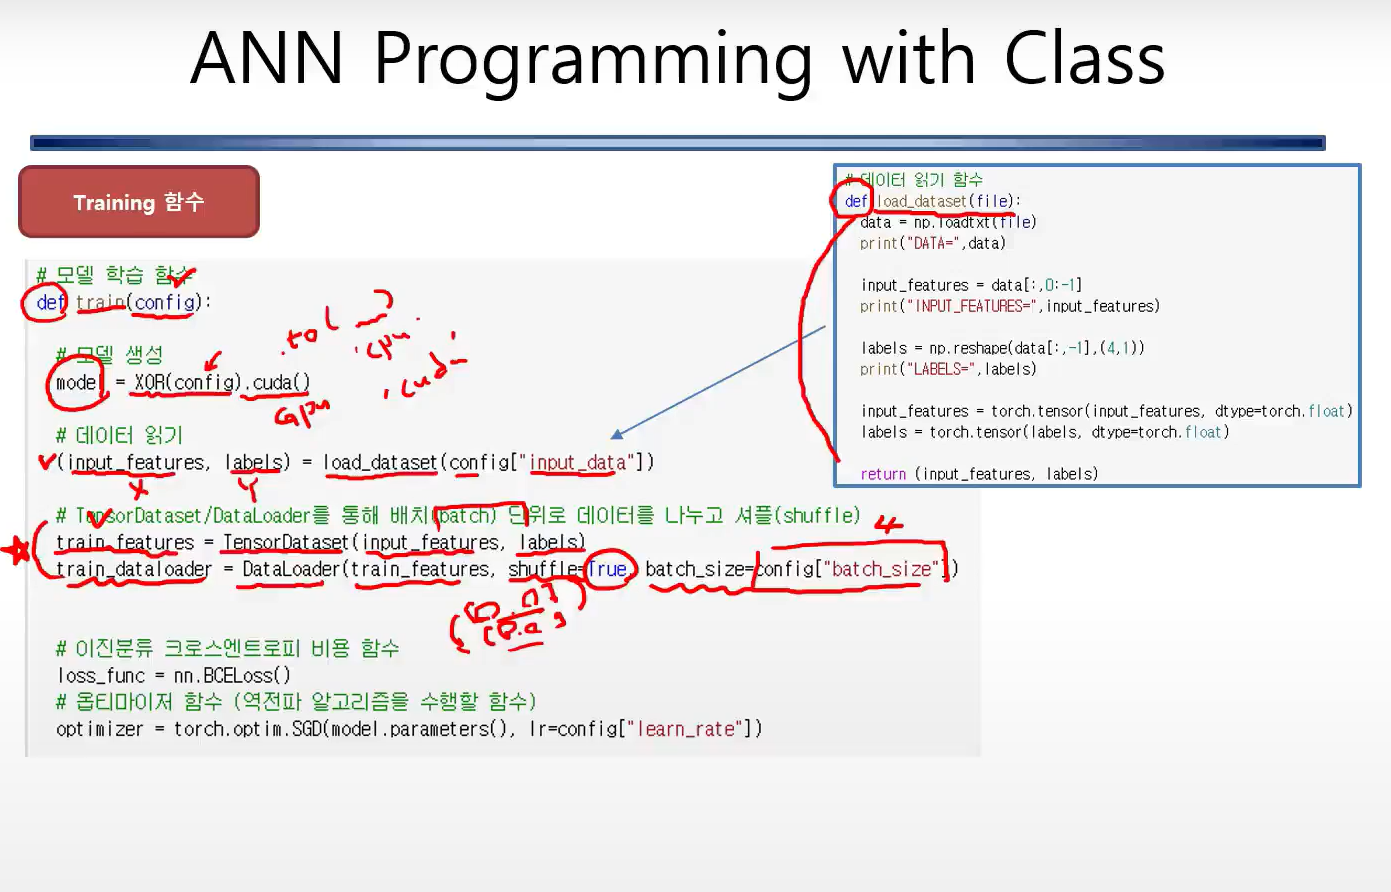 ANN Programming with Class
Training 함수
# 모델 학습 함수
def train(config):
.to( )
.cpu
.cuda
# 모델 생성
model = XOR(config).cuda()
GPU
# 데이터 읽기
(input_features, labels) = load_dataset(config["input_data"])
X Y
# TensorDataset/DataLoader를 통해 배치(batch) 단위로 데이터를 나누고 셔플(shuffle)
4
train_features = TensorDataset(input_features, labels)
train_dataloader = DataLoader(train_features, shuffle=True, batch_size=config["batch_size"])
# 이진분류 크로스엔트로피 비용 함수
loss_func = nn.BCELoss()
# 옵티마이저 함수 (역전파 알고리즘을 수행할 함수)
optimizer = torch.optim.SGD(model.parameters(), lr=config["learn_rate"])
# 데이터 읽기 함수
def load_dataset(file):
data = np.loadtxt(file)
print("DATA=",data)
input_features = data[:,0:-1]
print("INPUT_FEATURES=",input_features)
labels = np.reshape(data[:,-1],(4,1))
print("LABELS=",labels)
input_features = torch.tensor(input_features, dtype=torch.float)
labels = torch.tensor(labels, dtype=torch.float)
return (input_features, labels)